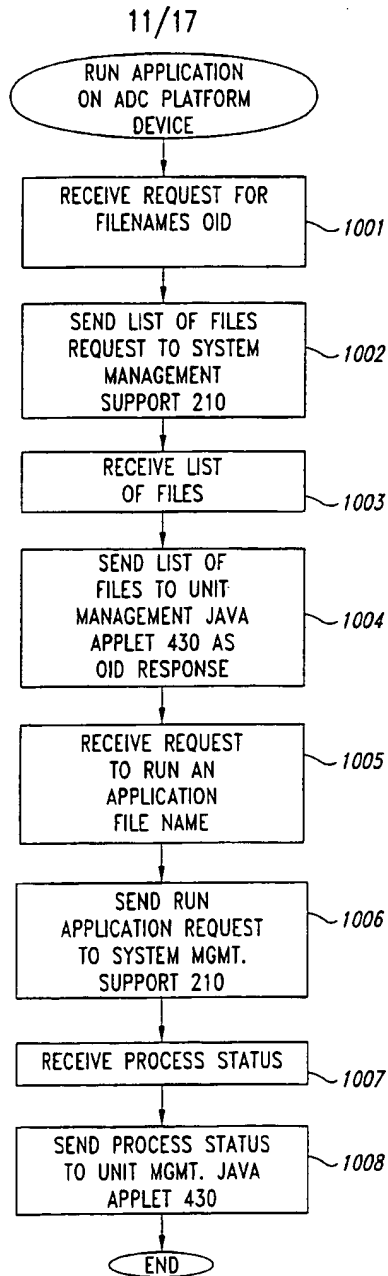 11/17
RUN APPLICATION
ON ADC PLATFORM
DEVICE
RECEIVE REQUEST FOR
FILENAMES OID
1001
SEND LIST OF FILES
REQUEST TO SYSTEM
MANAGEMENT
SUPPORT 210
1002
RECEIVE LIST
OF FILES
1003
SEND LIST OF
FILES TO UNIT
MANAGEMENT JAVA
APPLET 430 AS
OID RESPONSE
1004
RECEIVE REQUEST
TO RUN AN
APPLICATION
FILE NAME
1005
SEND RUN
APPLICATION REQUEST
TO SYSTEM MGMT.
SUPPORT 210
1006
RECEIVE PROCESS STATUS
1007
SEND PROCESS STATUS
TO UNIT MGMT. JAVA
APPLET 430
1008
END